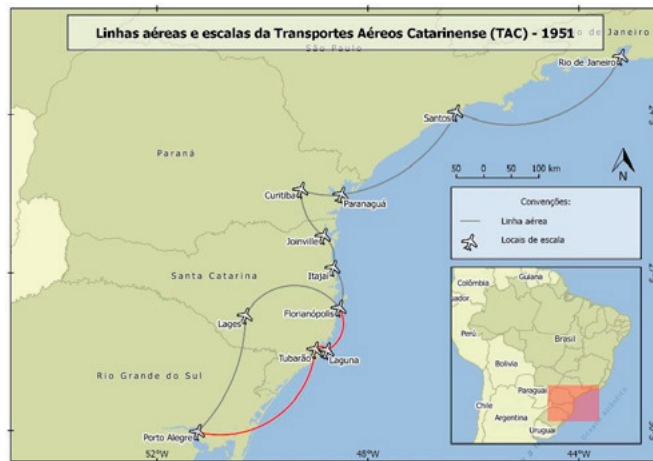 Linhas aéreas e escalas da Transportes Aéreos Catarinense (TAC) - 1951
São Paulo
de Janeiro
Rio de Janeiro
Santos
Paraná
Curitiba
Paranaguá
50 0 50 100 km
N
Convenções:
Linha aérea
Locais de escala
Joinville
Santa Catarina
Itajaí
Florianópolis
Lages
Tubarão
Laguna
Rio Grande do Sul
Porto Alegre
Colômbia
Guiana
Peru
Brasil
Bolívia
Paraguai
Chile
Argentina
Uruguai
52°W 48°W 44°W